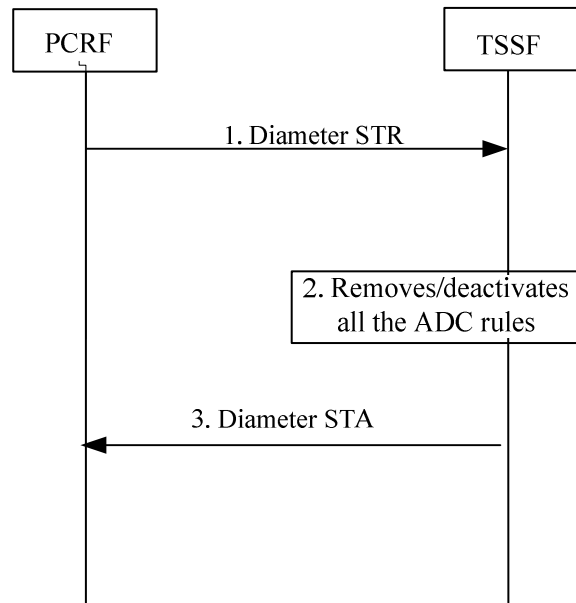 PCRF
TSSF
1. Diameter STR
2. Removes/deactivates
all the ADC rules
3. Diameter STA